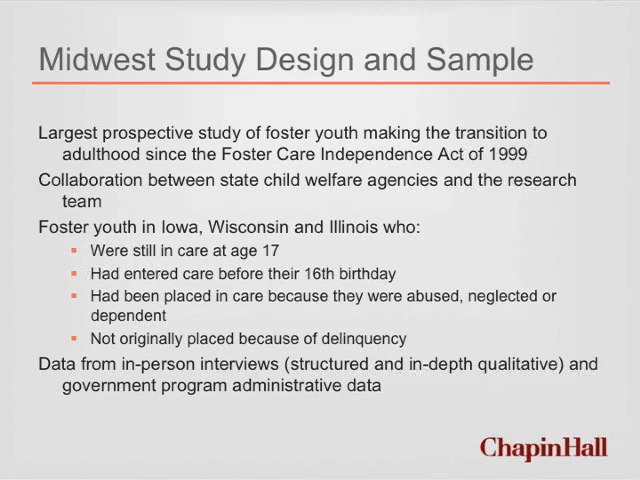 Midwest Study Design and Sample
Largest prospective study of foster youth making the transition to
adulthood since the Foster Care Independence Act of 1999
Collaboration between state child welfare agencies and the research
team
Foster youth in Iowa, Wisconsin and Illinois who:
Were still in care at age 17
Had entered care before their 16th birthday
Had been placed in care because they were abused, neglected or
dependent
Not originally placed because of delinquency
Data from in-person interviews (structured and in-depth qualitative) and
government program administrative data
ChapinHall